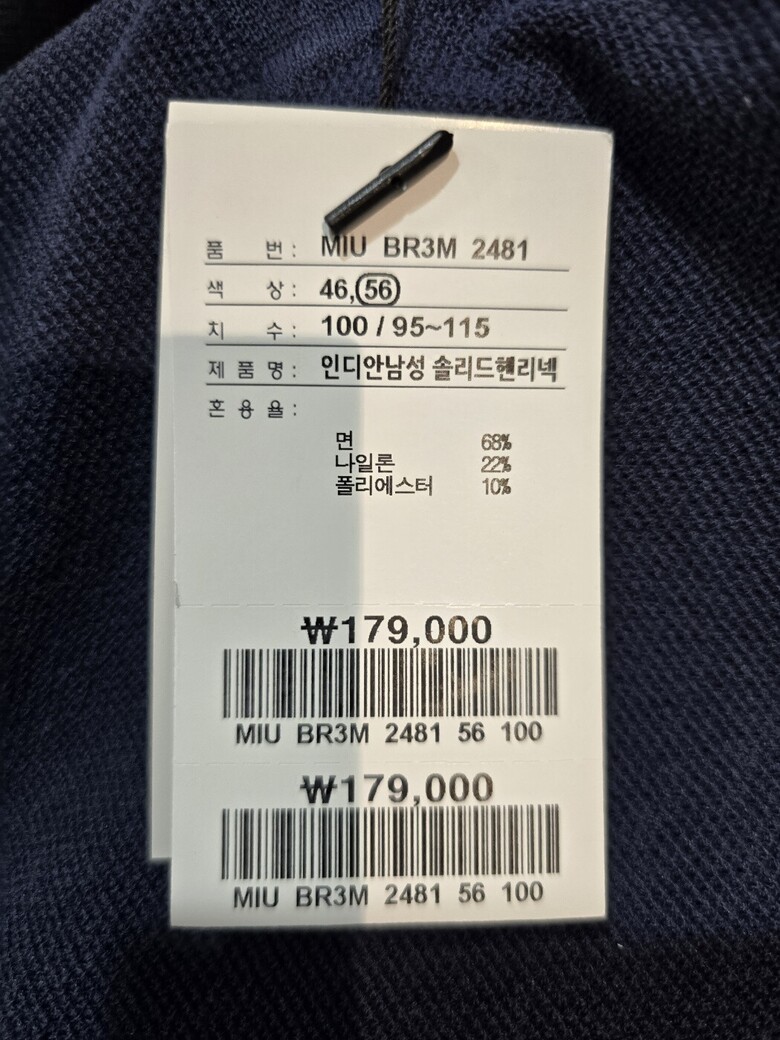 품 번 : MIU BR3M 2481
색 상 : 46, 56
치 수 : 100 / 95~115
제 품 명 : 인디안남성 솔리드헨리넥
혼 용 율 :
면 68%
나일론 22%
폴리에스터 10%
₩179,000
MIU BR3M 2481 56 100
₩179,000
MIU BR3M 2481 56 100